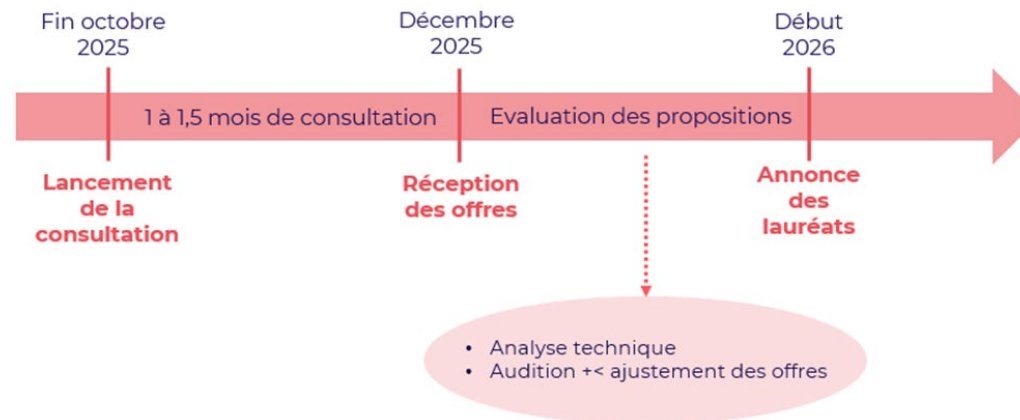 Fin octobre
2025
Décembre
2025
Début
2026
1 à 1,5 mois de consultation
Evaluation des propositions
Lancement
de la
consultation
Réception
des offres
Annonce
des
lauréats
• Analyse technique
• Audition +< ajustement des offres